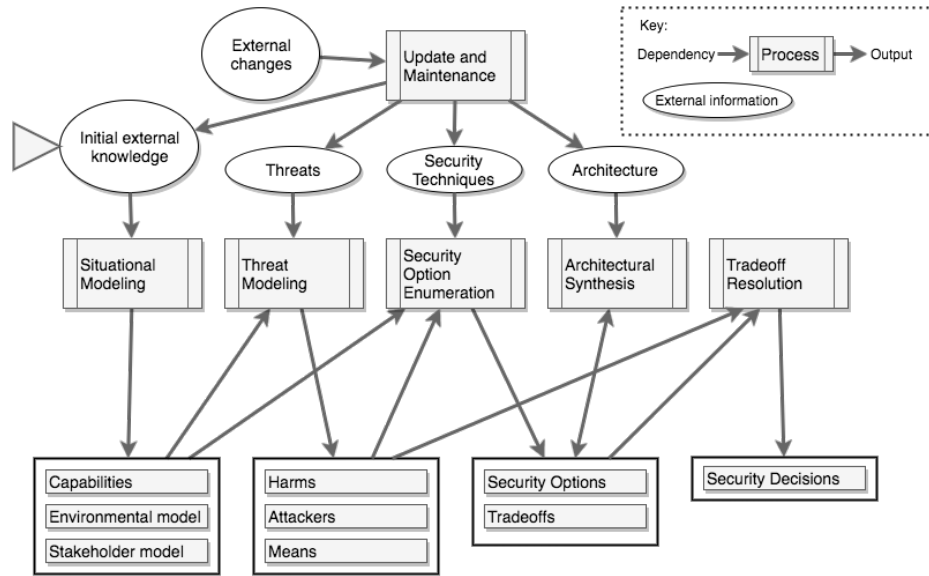 External
changes
Update and
Maintenance
Key:
Dependency
Process
Output
External information
Initial external
knowledge
Threats
Security
Techniques
Architecture
Situational
Modeling
Threat
Modeling
Security
Option
Enumeration
Architectural
Synthesis
Tradeoff
Resolution
Capabilities
Environmental model
Stakeholder model
Harms
Attackers
Means
Security Options
Tradeoffs
Security Decisions